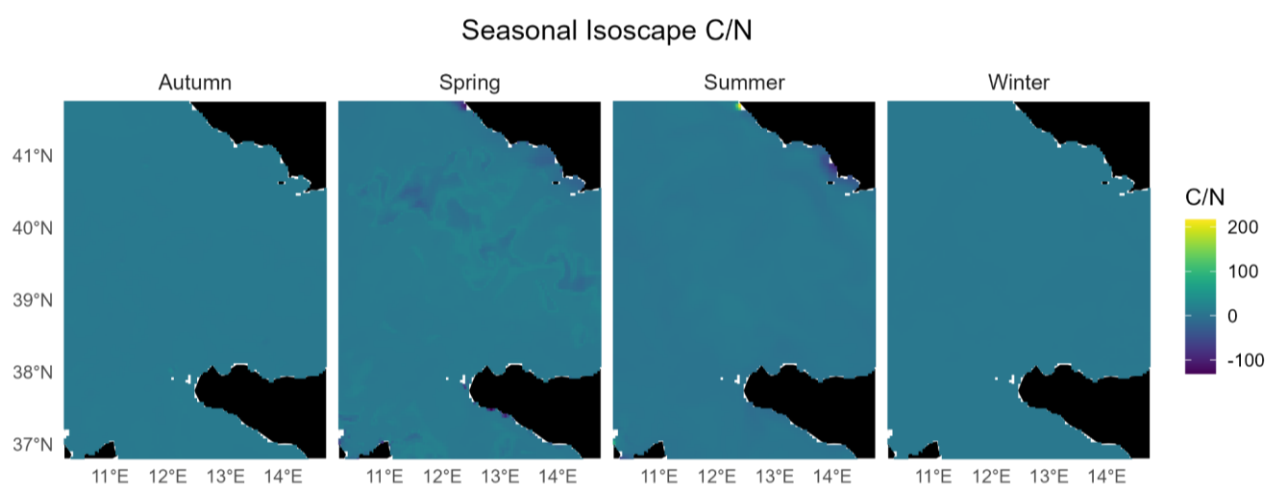 Seasonal Isoscape C/N
Autumn
Spring
Summer
Winter
41°N
40°N
39°N
38°N
37°N
11°E 12°E 13°E 14°E
11°E 12°E 13°E 14°E
11°E 12°E 13°E 14°E
11°E 12°E 13°E 14°E
C/N
200
100
0
-100